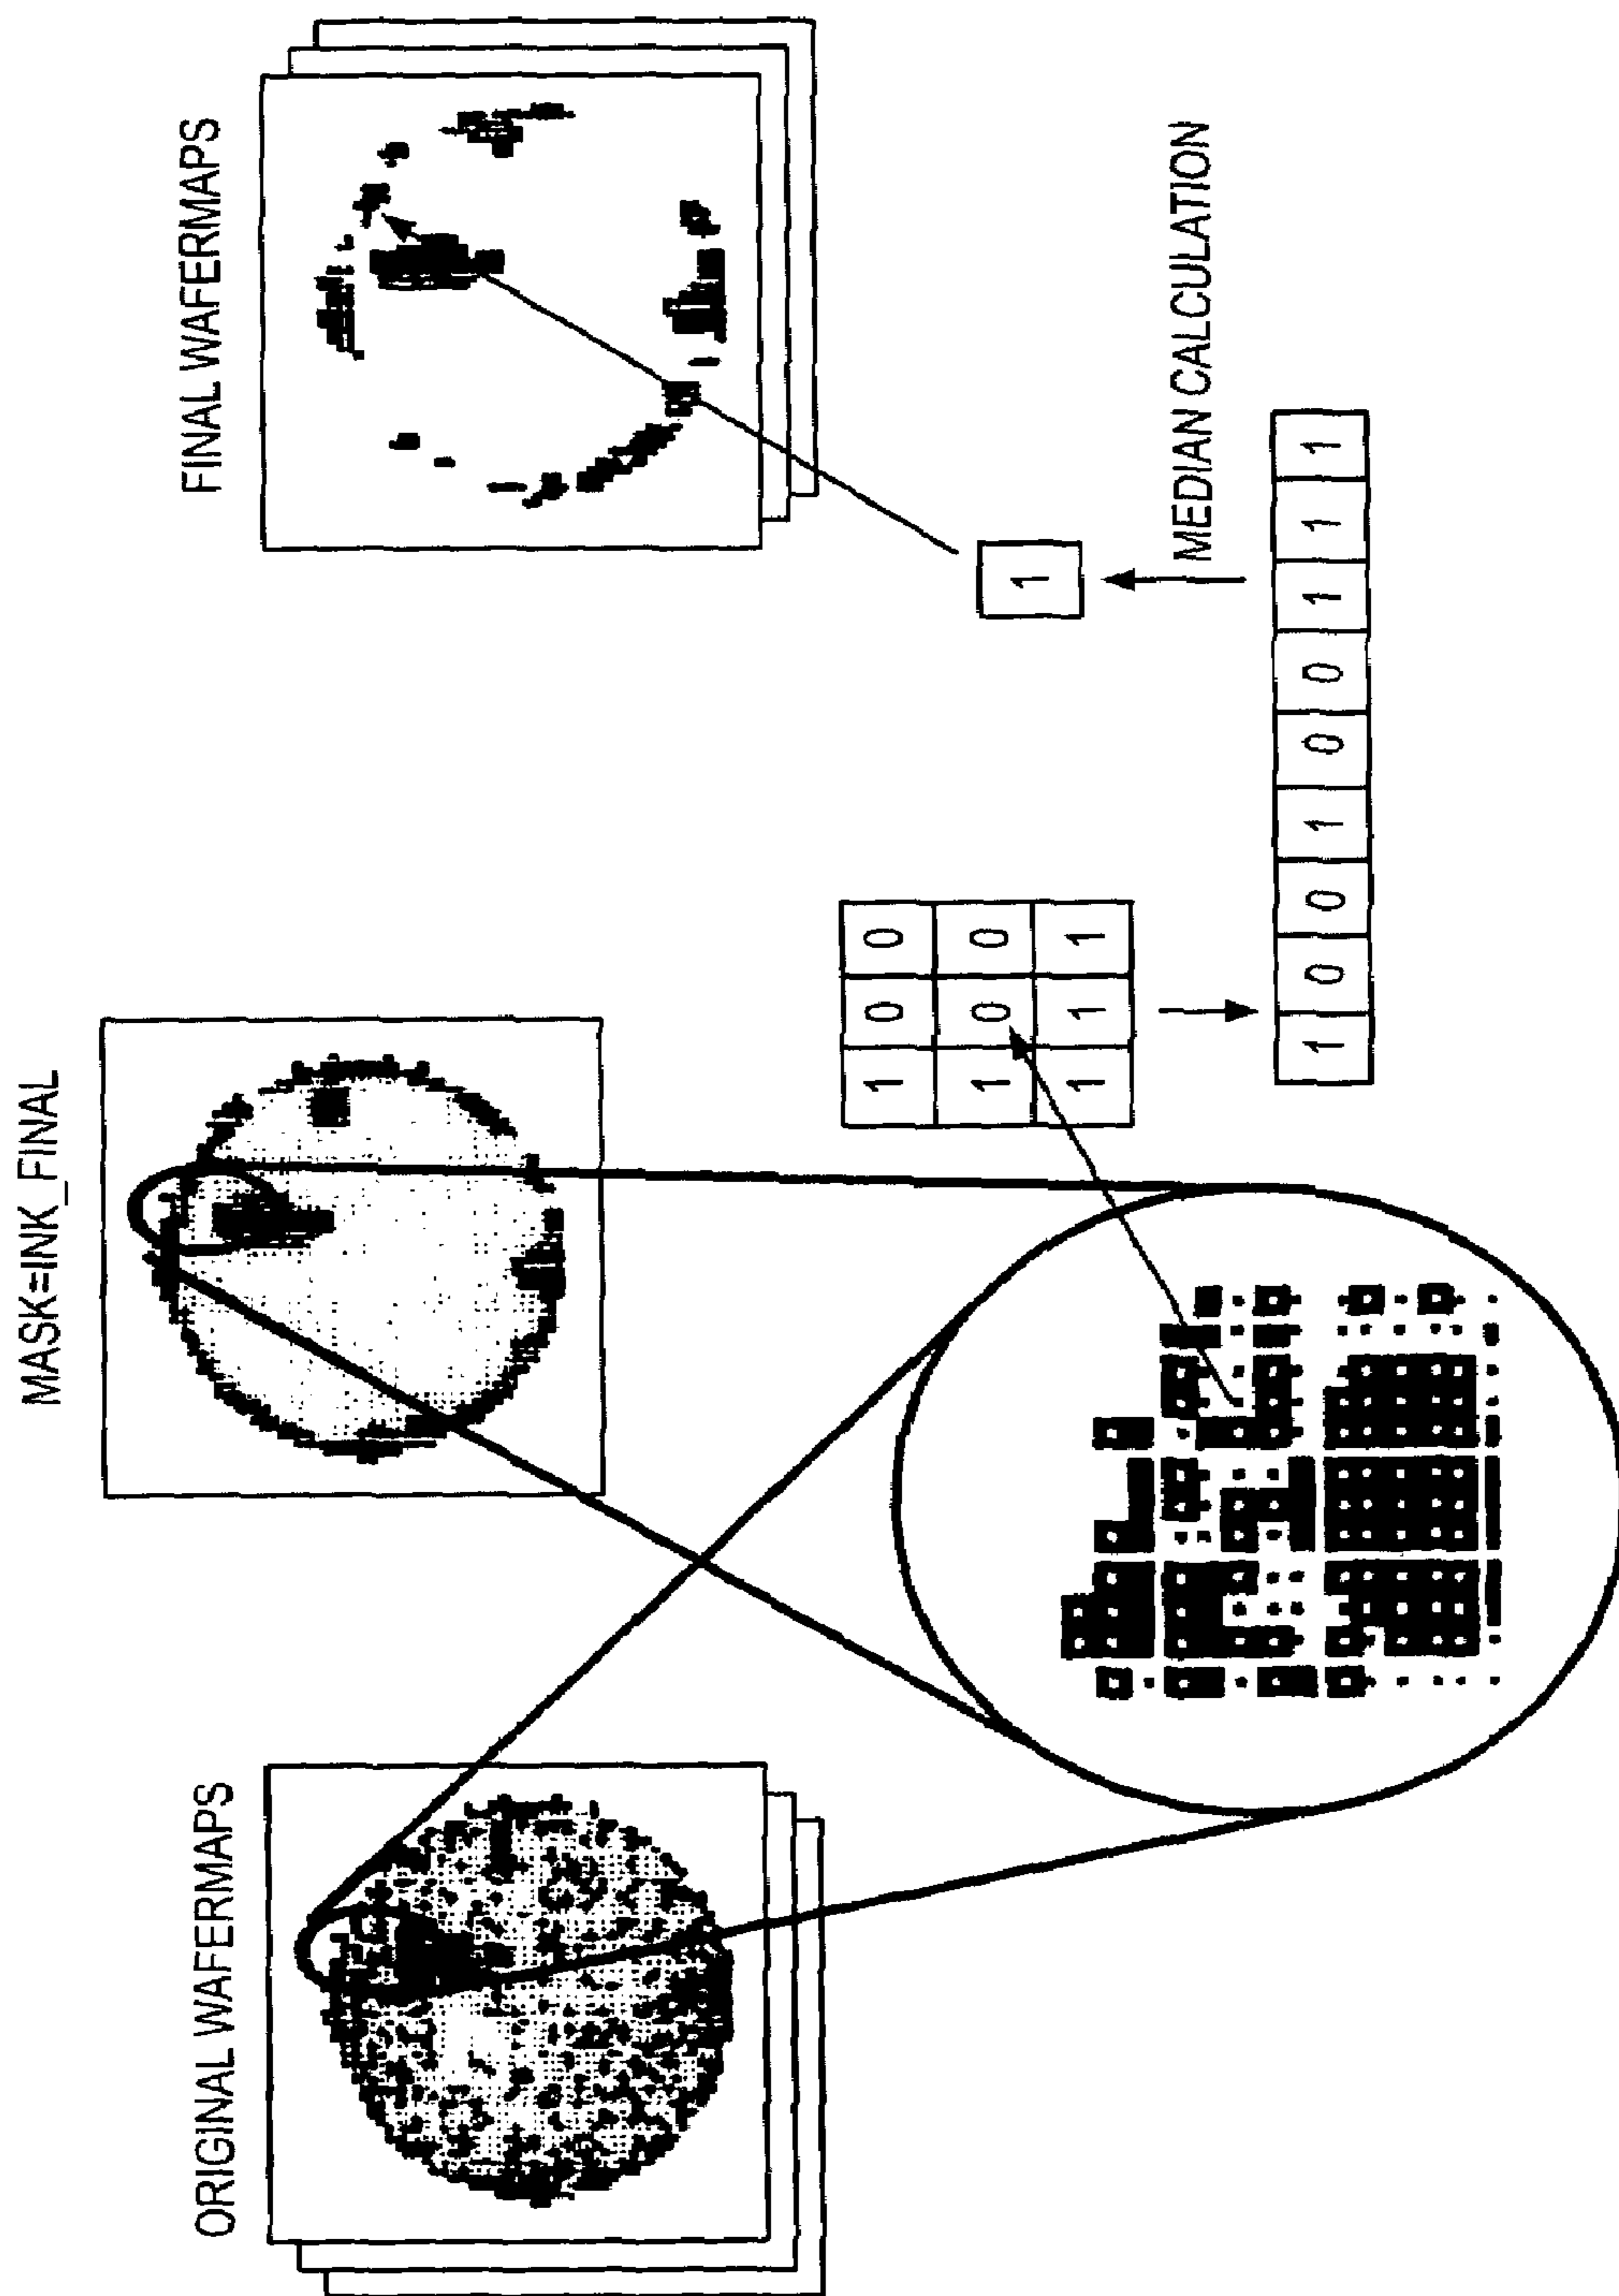 MASK=INK_FINAL
ORIGINAL WAFERMAPS
FINAL WAFERMAPS
1 0 0
1 0 0
1 1 1
1
MEDIAN CALCULATION
1 0 0 1 0 0 1 1 1